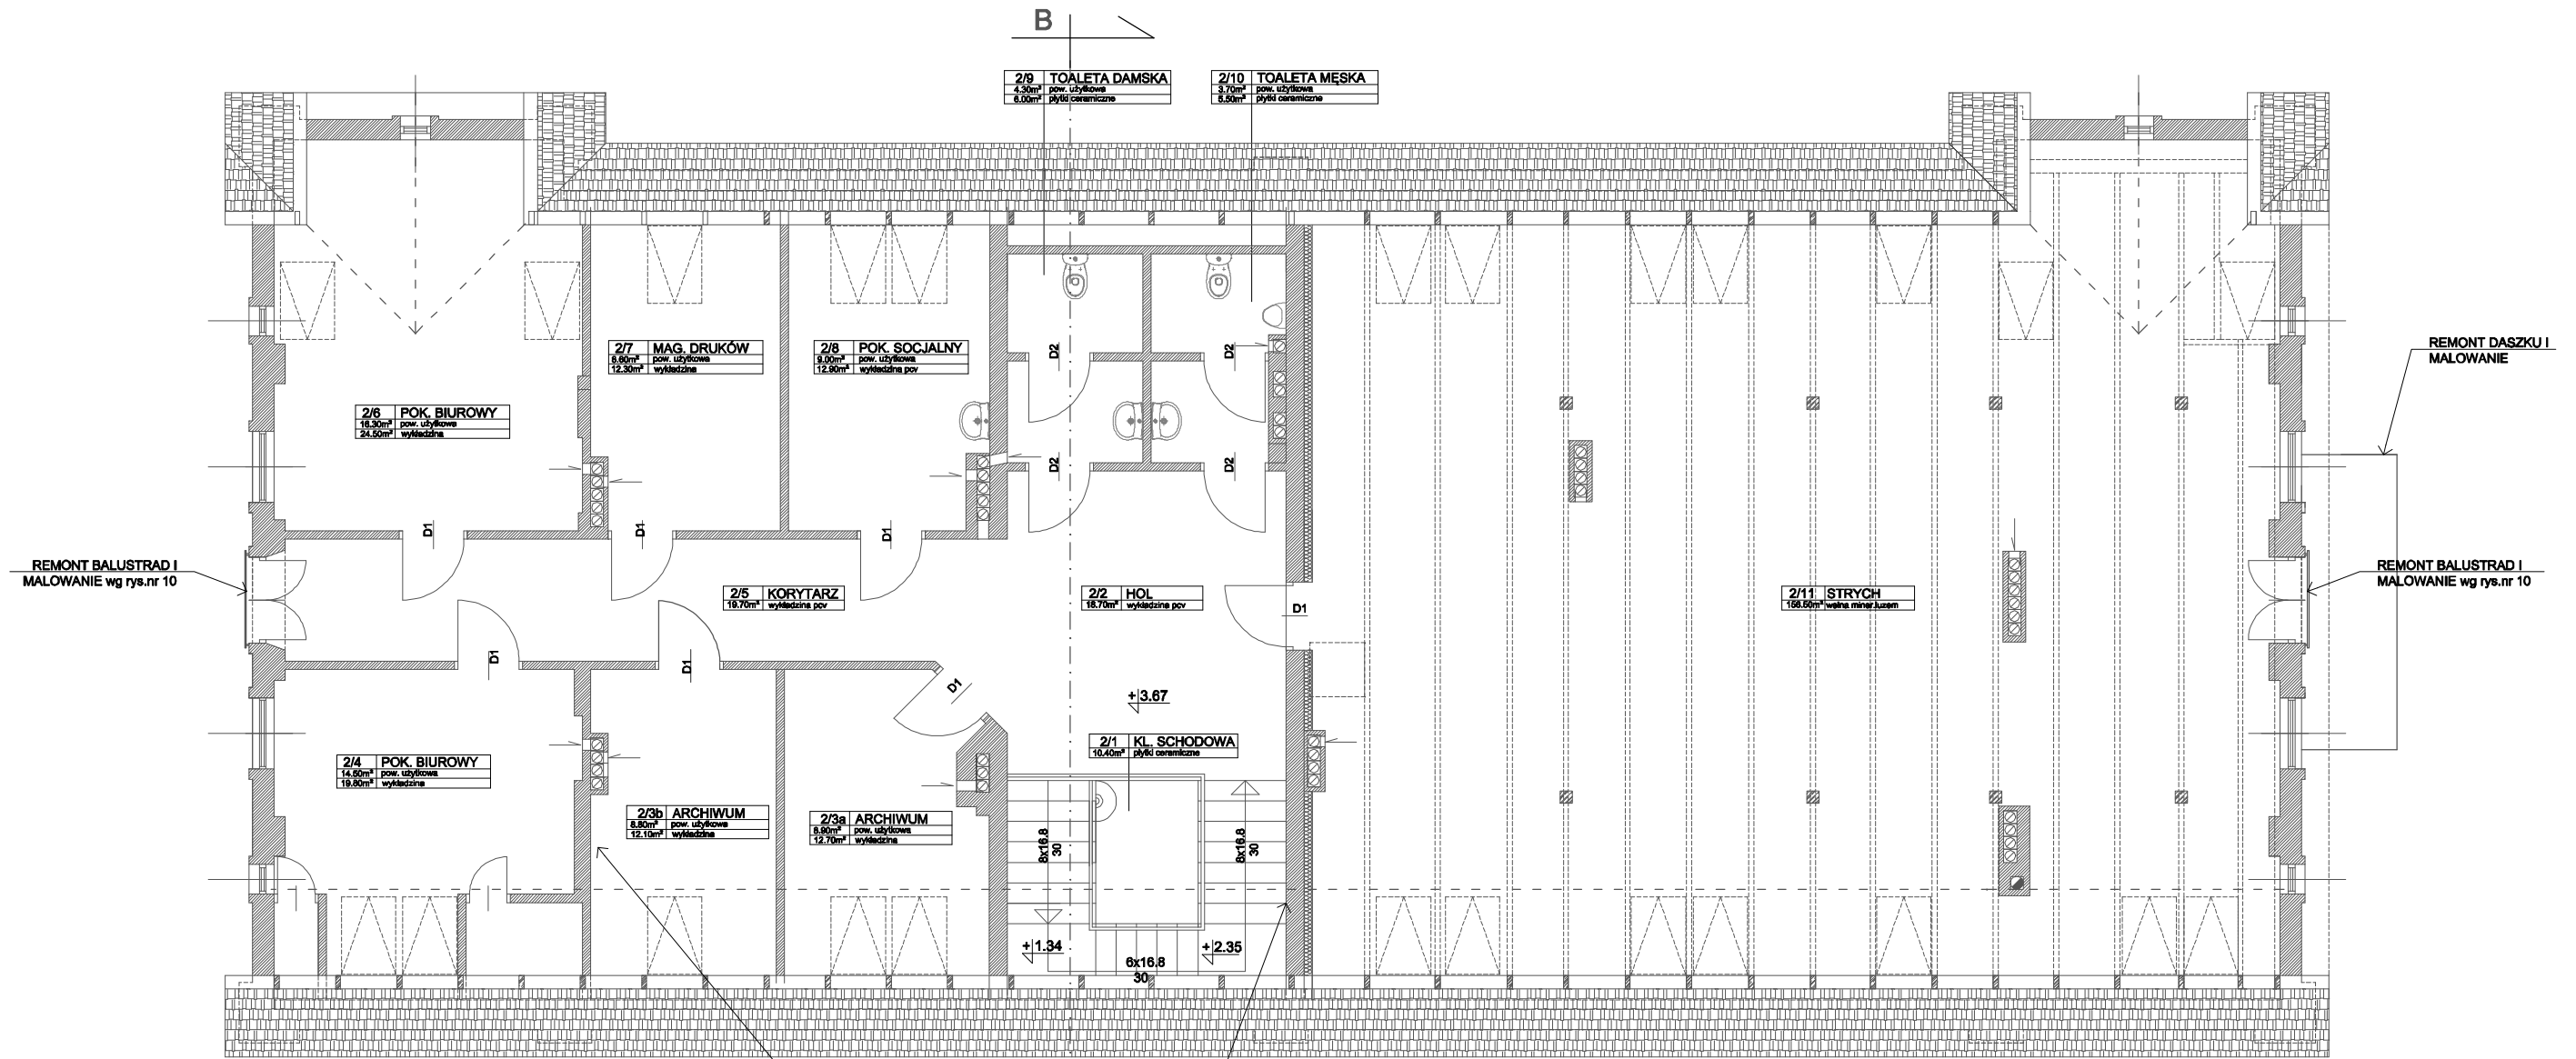 B
2/9 TOALETA DAMSKA
4.30m² pow. użytkowa
6.00m² płytki ceramiczne
2/10 TOALETA MĘSKA
3.70m² pow. użytkowa
5.50m² płytki ceramiczne
2/7 MAG. DRUKÓW
8.60m² pow. użytkowa
12.30m² wykładzina
2/8 POK. SOCJALNY
9.00m² pow. użytkowa
12.90m² wykładzina pcv
D2
D2
REMONT DASZKU I
MALOWANIE
2/6 POK. BIUROWY
16.30m² pow. użytkowa
24.50m² wykładzina
D2
D2
D1
D1
D1
REMONT BALUSTRAD I
MALOWANIE wg rys.nr 10
2/5 KORYTARZ
19.70m² wykładzina pcv
2/2 HOL
18.70m² wykładzina pcv
D1
2/11 STRYCH
156.50m² wełna miner.luzem
REMONT BALUSTRAD I
MALOWANIE wg rys.nr 10
D1
D1
D1
+3.67
2/1 KL. SCHODOWA
10.40m² płytki ceramiczne
2/4 POK. BIUROWY
14.50m² pow. użytkowa
19.80m² wykładzina
2/3b ARCHIWUM
8.80m² pow. użytkowa
12.10m² wykładzina
2/3a ARCHIWUM
8.90m² pow. użytkowa
12.70m² wykładzina
8x16.8
30
8x16.8
30
+1.34
+2.35
6x16.8
30